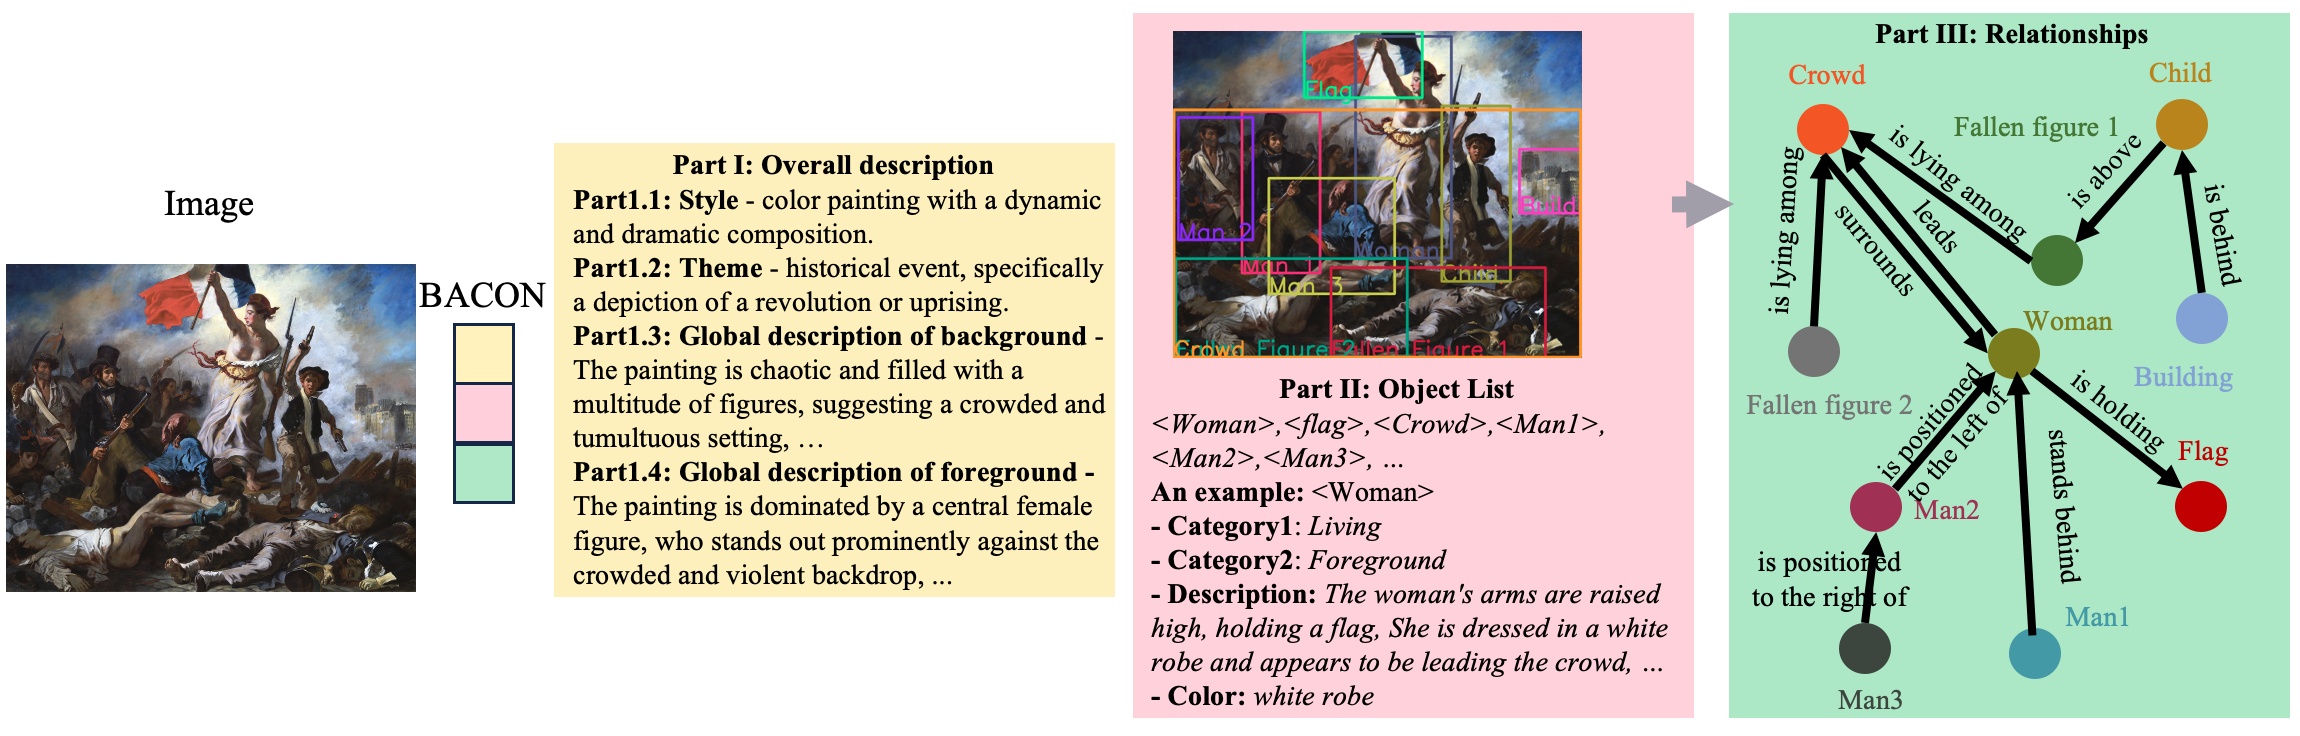 Image
BACON
Part I: Overall description
Part1.1: Style - color painting with a dynamic
and dramatic composition.
Part1.2: Theme - historical event, specifically
a depiction of a revolution or uprising.
Part1.3: Global description of background -
The painting is chaotic and filled with a
multitude of figures, suggesting a crowded and
tumultuous setting, …
Part1.4: Global description of foreground -
The painting is dominated by a central female
figure, who stands out prominently against the
crowded and violent backdrop, ...
Flag
Man 2
Build
Woman
Man 1
Child
Man 3
Crowd
Figure 2
Fallen Figure 1
Part II: Object List
<Woman>,<flag>,<Crowd>,<Man1>,
<Man2>,<Man3>, ...
An example: <Woman>
- Category1: Living
- Category2: Foreground
- Description: The woman's arms are raised
high, holding a flag, She is dressed in a white
robe and appears to be leading the crowd, …
- Color: white robe
Part III: Relationships
Crowd
Child
Fallen figure 1
is lying among
is above
is lying among
surrounds
leads
is behind
Woman
Building
Fallen figure 2
is positioned
to the left of
is holding
Flag
stands behind
Man2
is positioned
to the right of
Man1
Man3